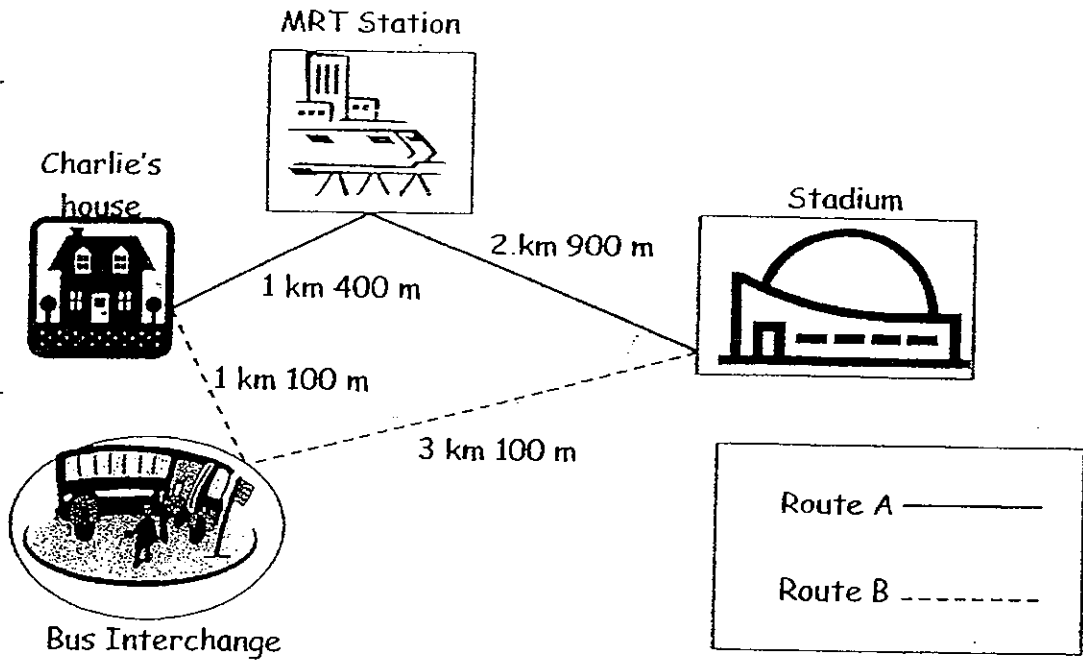 MRT Station
Charlie's
house
Stadium
2.km 900 m
1 km 400 m
1 km 100 m
3 km 100 m
Route A
Route B
Bus Interchange